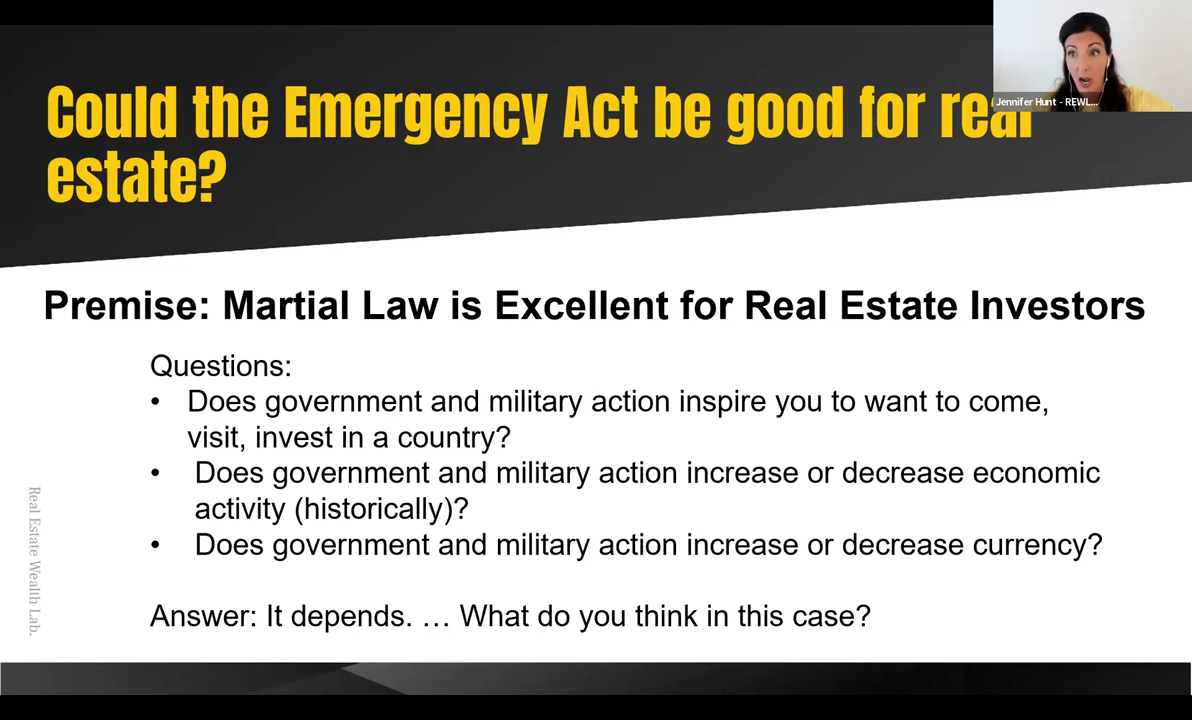 Could the Emergency Act be good for real
estate?
Jennifer Hunt - REWL...
Premise: Martial Law is Excellent for Real Estate Investors
Questions:
• Does government and military action inspire you to want to come,
visit, invest in a country?
• Does government and military action increase or decrease economic
activity (historically)?
• Does government and military action increase or decrease currency?
Answer: It depends. … What do you think in this case?
Real Estate Wealth Lab.